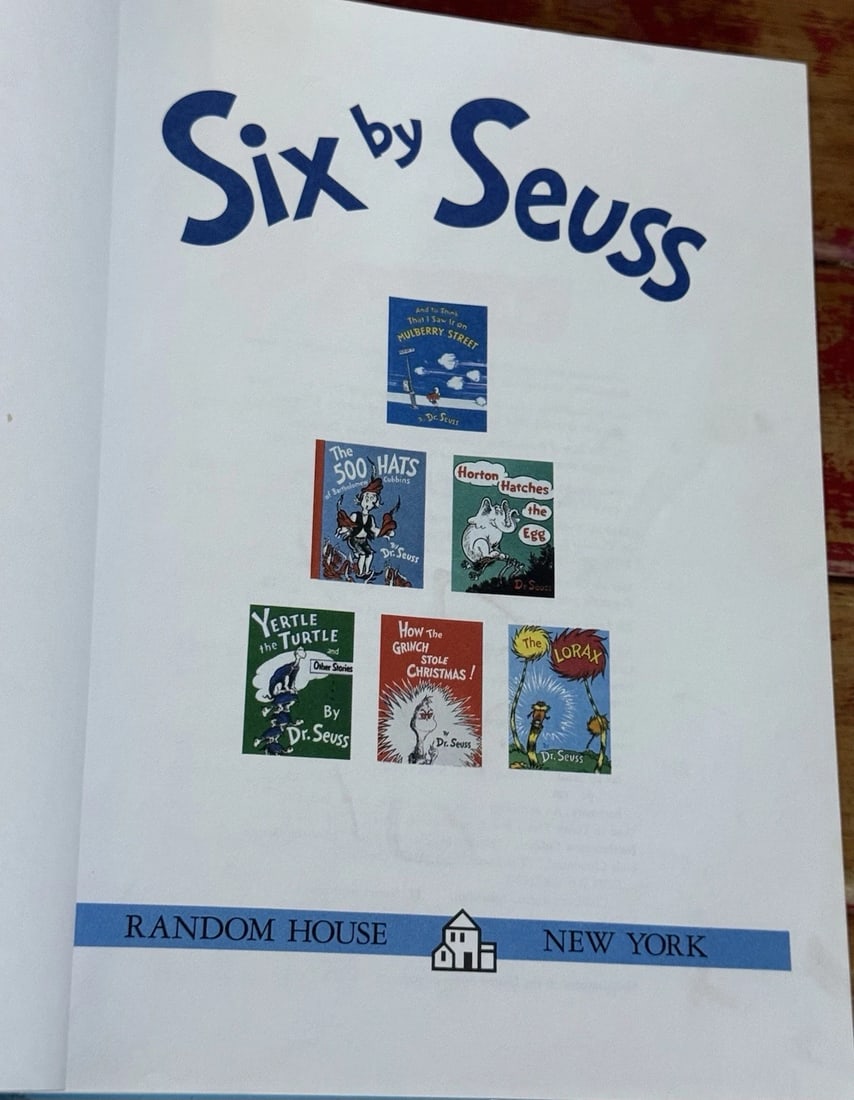 Six by Seuss
And to Think
That I Saw It on
MULBERRY STREET
By Dr. Seuss
The
500 HATS
of Bartholomew Cubbins
By
Dr. Seuss
Horton
Hatches
the
Egg
Dr Seuss
YERTLE
the TURTLE
and
Other Stories
By
Dr. Seuss
HOW THE
GRINCH
STOLE
CHRISTMAS!
by
Dr. Seuss
The
LORAX
Dr. Seuss
RANDOM HOUSE NEW YORK